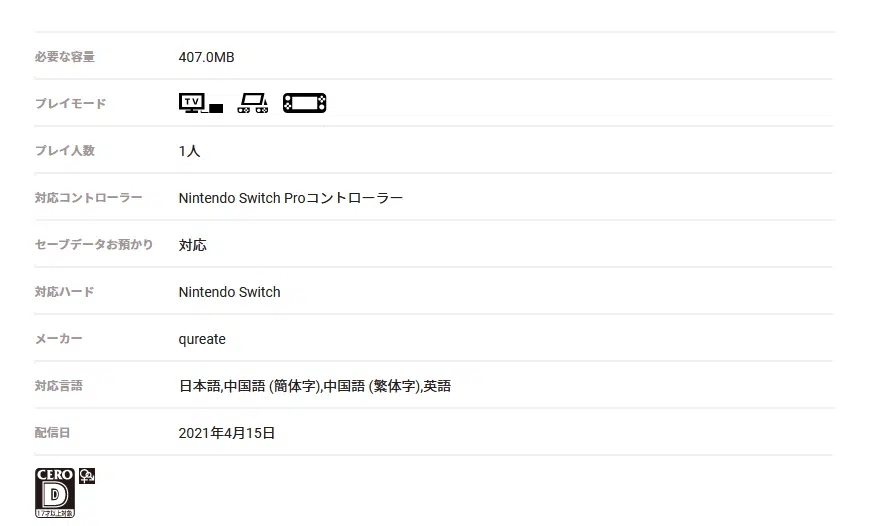 必要な容量 407.0MB
プレイモード TV
プレイ人数 1人
対応コントローラー Nintendo Switch Proコントローラー
セーブデータお預かり 対応
対応ハード Nintendo Switch
メーカー qureate
対応言語 日本語,中国語 (簡体字),中国語 (繁体字),英語
配信日 2021年4月15日
CERO
D
17才以上対象